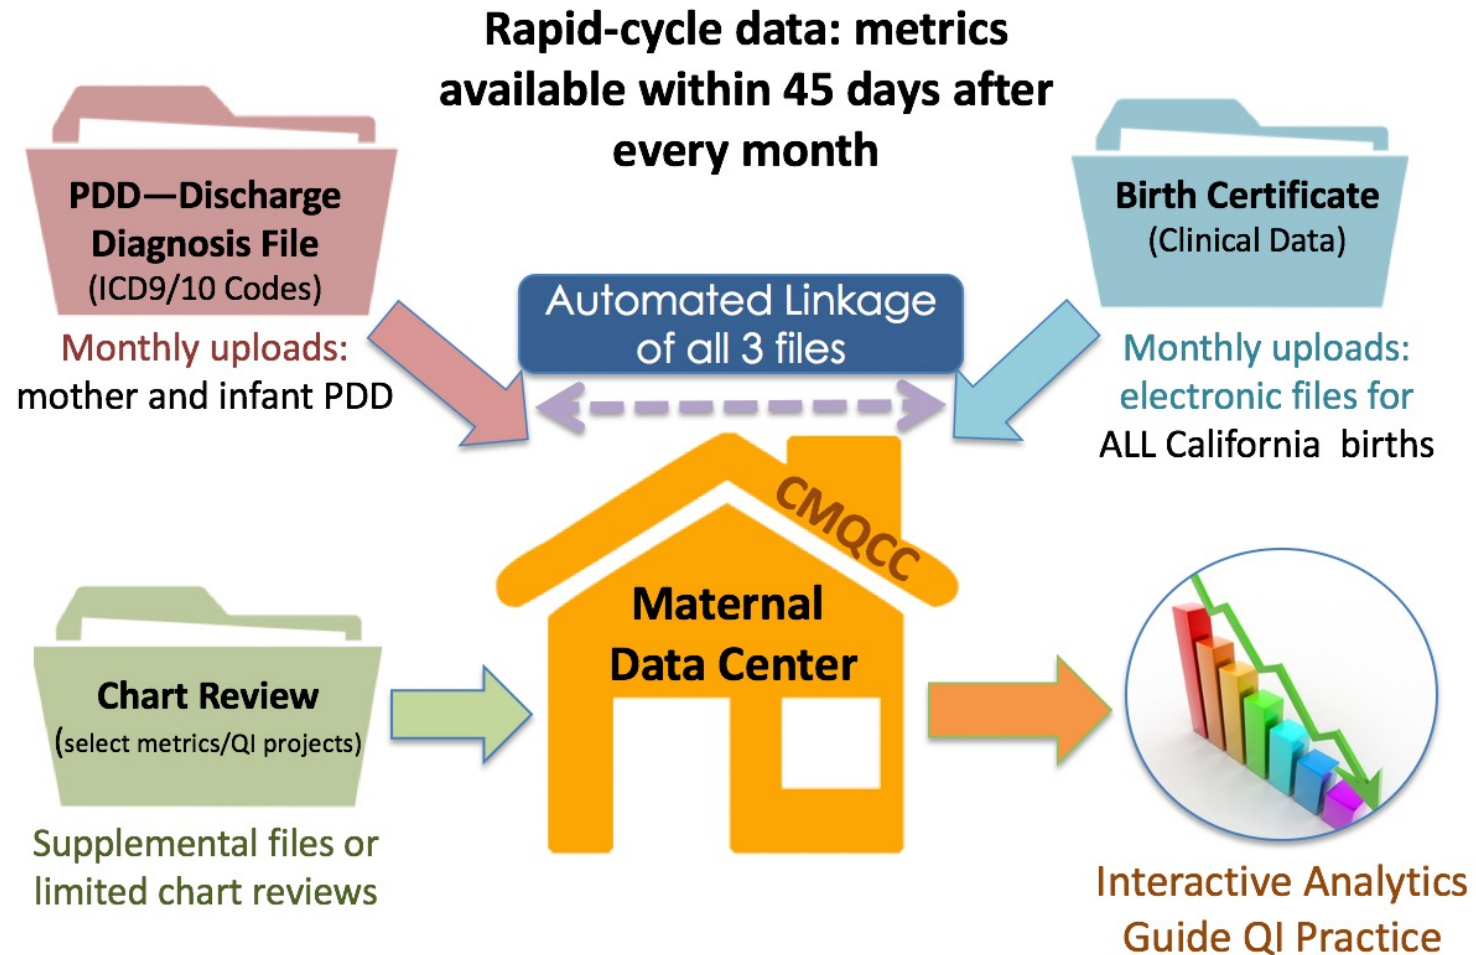 Rapid-cycle data: metrics
available within 45 days after
every month
PDD—Discharge
Diagnosis File
(ICD9/10 Codes)
Monthly uploads:
mother and infant PDD
Birth Certificate
(Clinical Data)
Monthly uploads:
electronic files for
ALL California births
Automated Linkage
of all 3 files
CMQCC
Maternal
Data Center
Chart Review
(select metrics/QI projects)
Supplemental files or
limited chart reviews
Interactive Analytics
Guide QI Practice